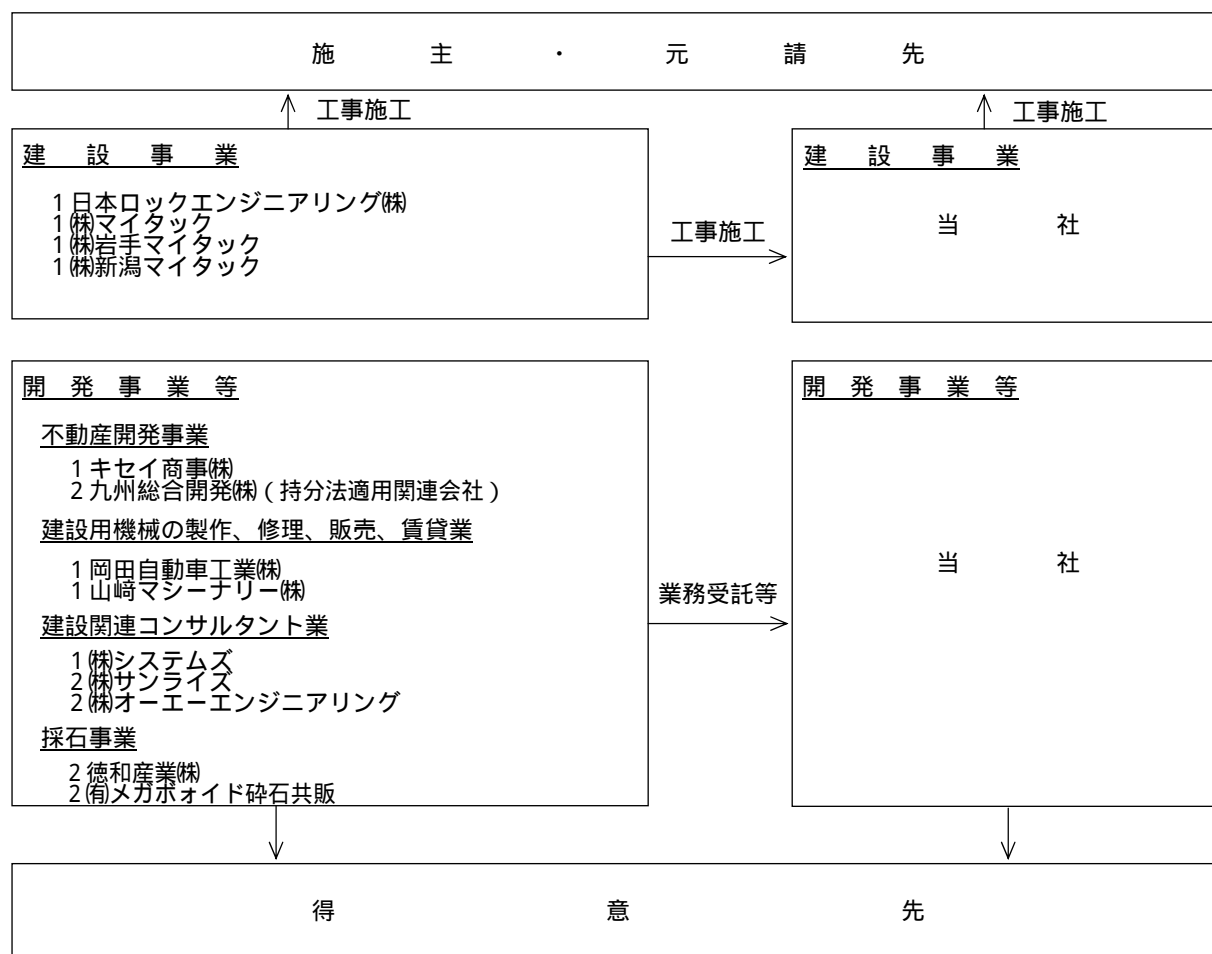 施主・元請先
工事施工
工事施工
建設事業
1 日本ロックエンジニアリング㈱
1 ㈱マイタック
1 ㈱岩手マイタック
1 ㈱新潟マイタック
工事施工
建設事業
当社
開発事業等
不動産開発事業
1 キセイ商事㈱
2 九州総合開発㈱(持分法適用関連会社)
建設用機械の製作、修理、販売、賃貸業
1 岡田自動車工業㈱
1 山﨑マシーナリー㈱
建設関連コンサルタント業
1 ㈱システムズ
2 ㈱サンライズ
2 ㈱オーエーエンジニアリング
採石事業
2 徳和産業㈱
2 ㈲メガボォイド砕石共販
業務受託等
開発事業等
当社
得意先